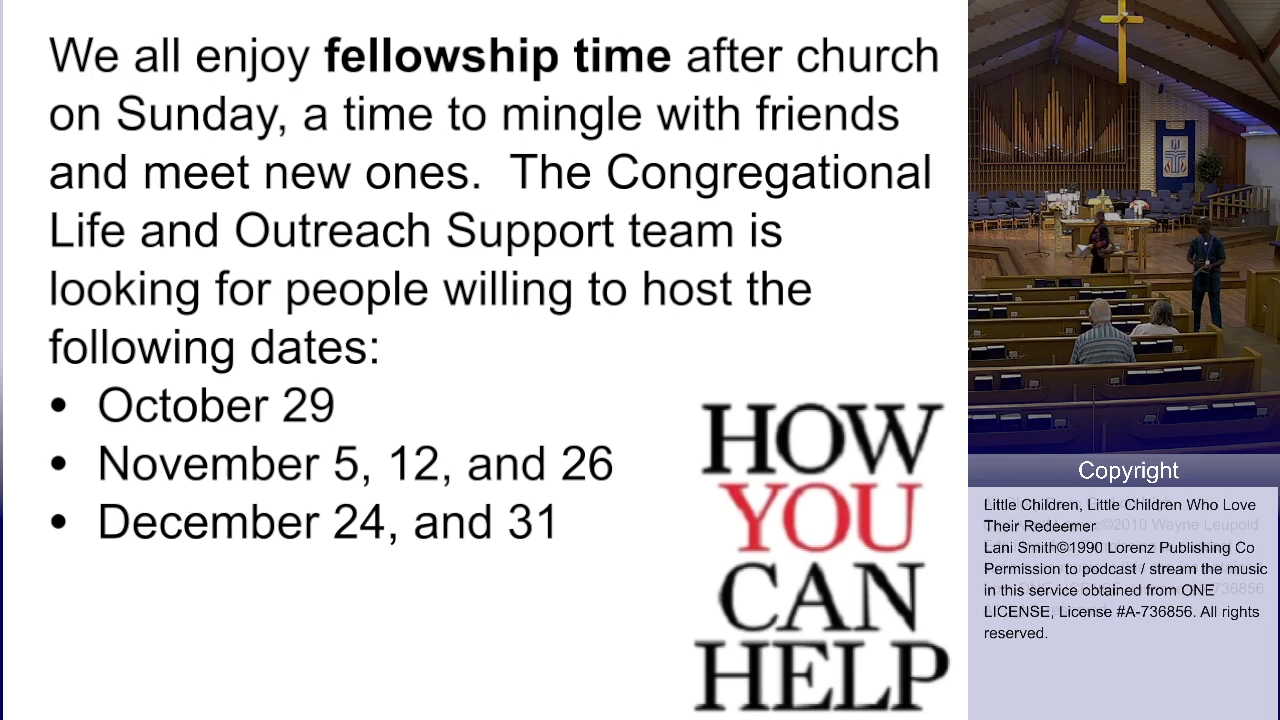 We all enjoy fellowship time after church
on Sunday, a time to mingle with friends
and meet new ones.  The Congregational
Life and Outreach Support team is
looking for people willing to host the
following dates:
• October 29
• November 5, 12, and 26
• December 24, and 31
HOW
YOU
CAN
HELP
Copyright
Little Children, Little Children Who Love
Their Redeemer
©2010 Wayne Leupold
Lani Smith©1990 Lorenz Publishing Co
Permission to podcast / stream the music
in this service obtained from ONE
LICENSE, License #A-736856. All rights
reserved.